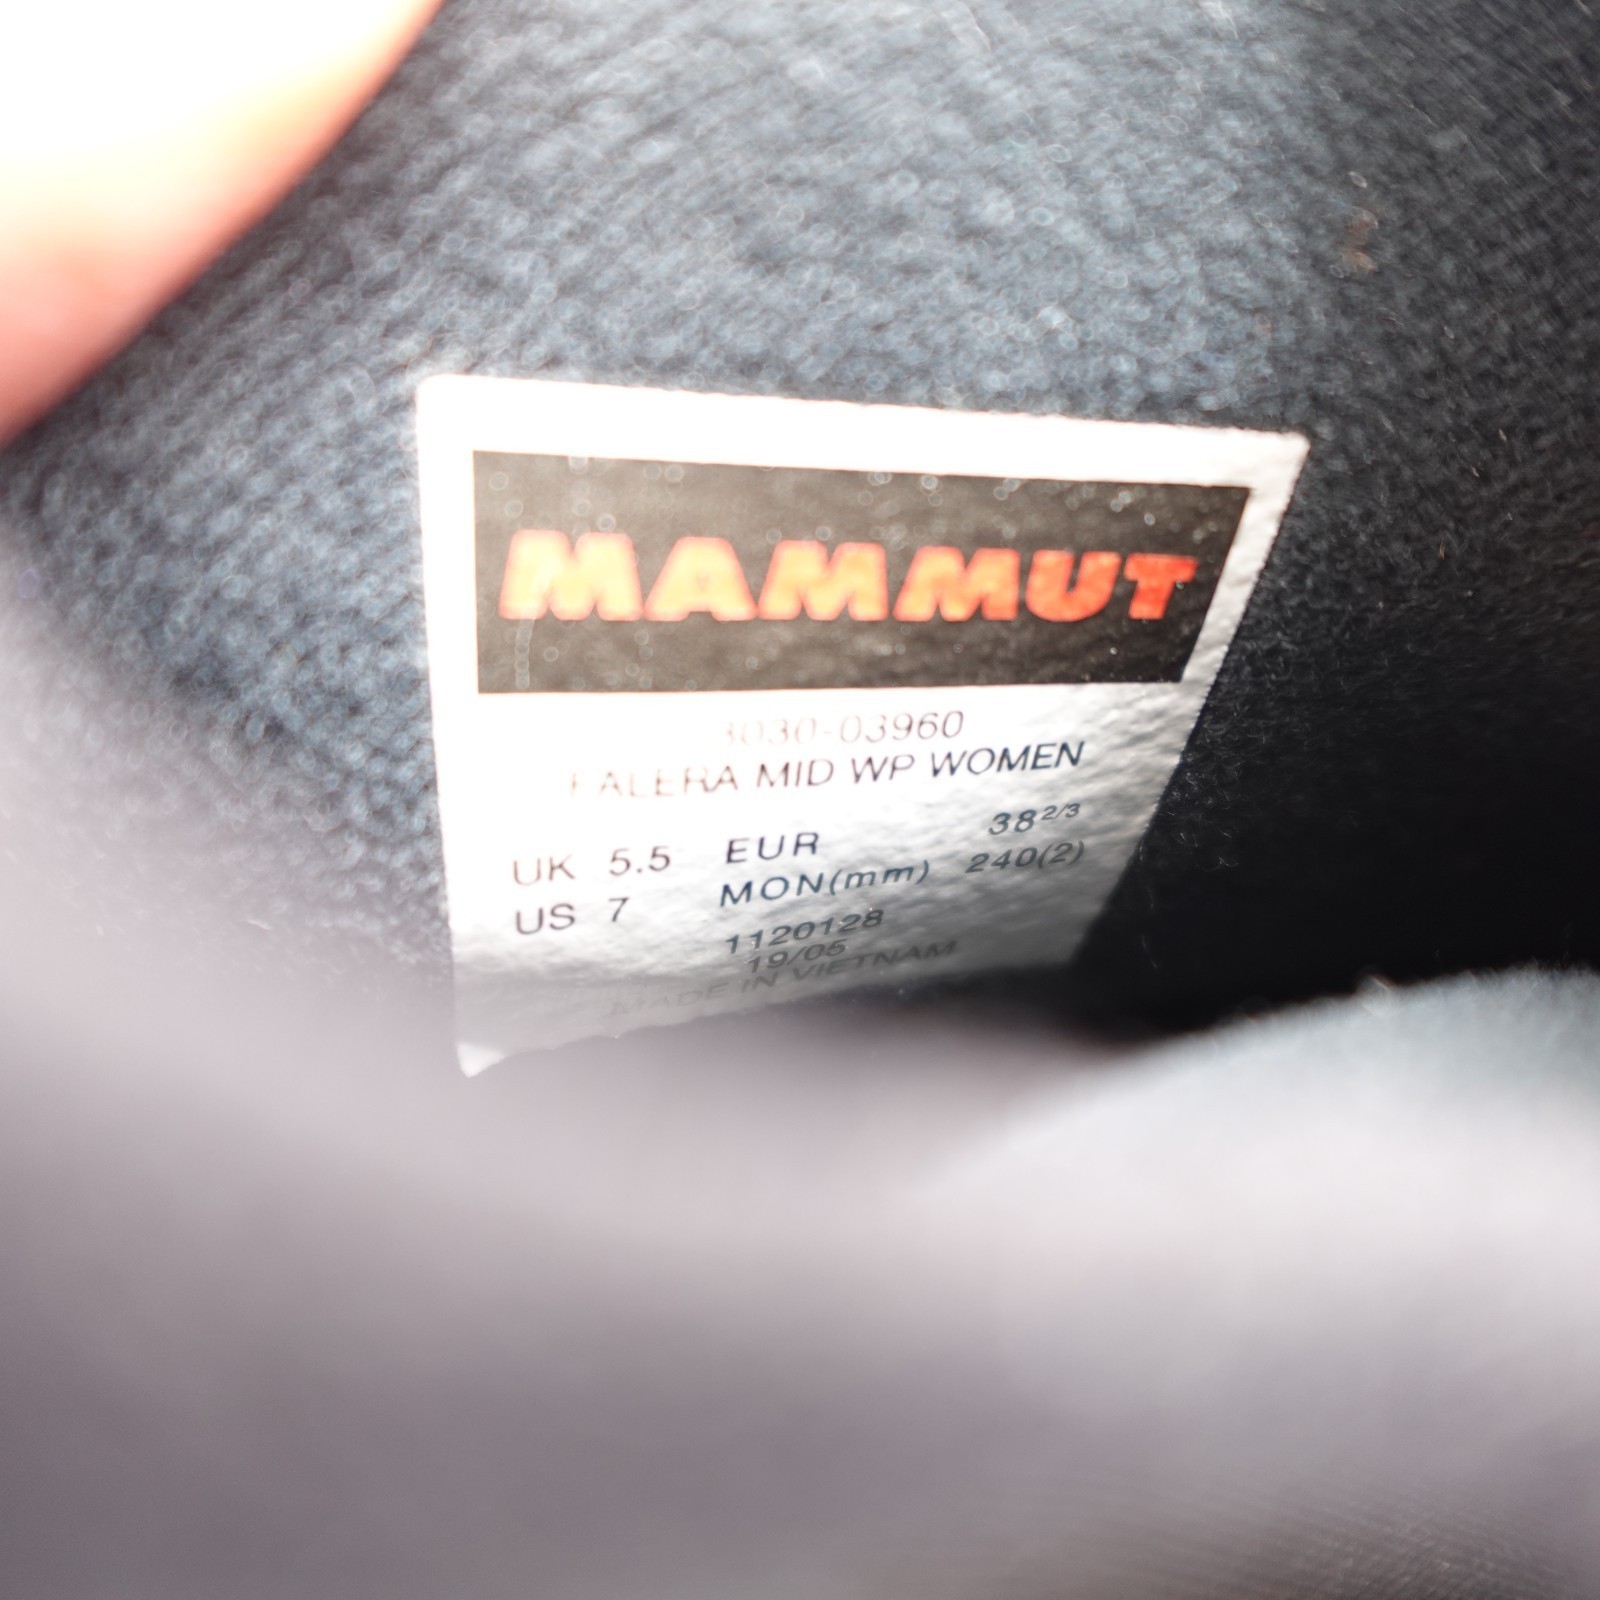 MAMMUT
3030-03960
FALERA MID WP WOMEN
UK 5.5 EUR 38 2/3
US 7 MON(mm) 240(2)
1120128
19/05
MADE IN VIETNAM